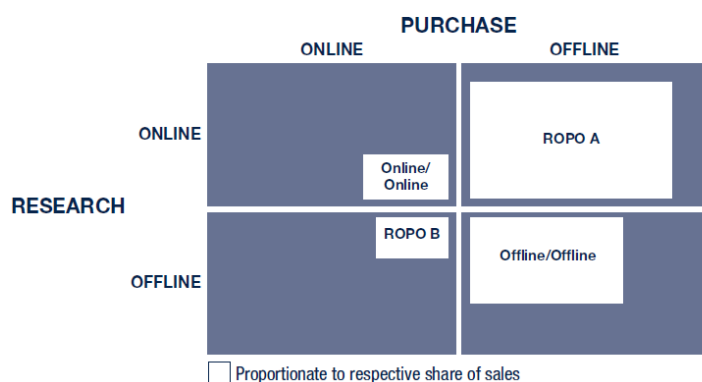 PURCHASE
ONLINE
OFFLINE
ONLINE
ROPO A
Online/
Online
RESEARCH
ROPO B
Offline/Offline
OFFLINE
Proportionate to respective share of sales